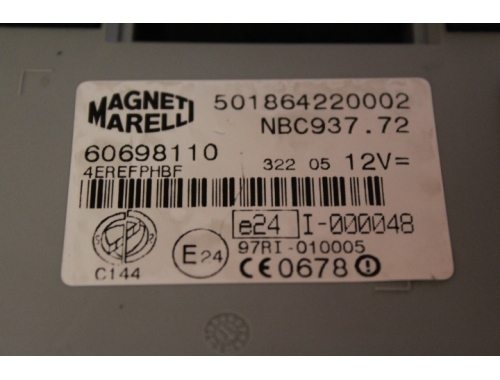 MAGNETI MARELLI
501864220002
NBC937.72
60698110
322 05 12V=
4EREFPHBF
e24 I-000048
E24
97RI-010005
C144
CE0678